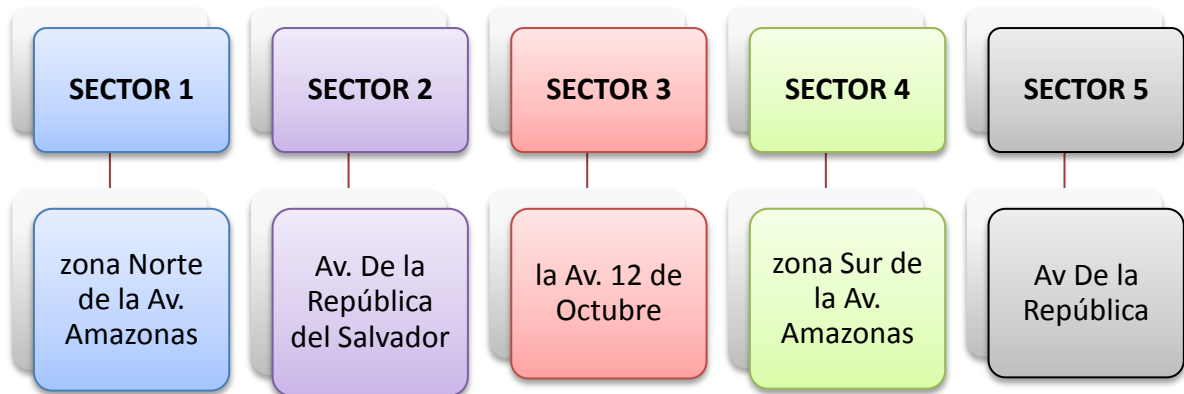 SECTOR 1
SECTOR 2
SECTOR 3
SECTOR 4
SECTOR 5
zona Norte
de la Av.
Amazonas
Av. De la
República
del Salvador
la Av. 12 de
Octubre
zona Sur de
la Av.
Amazonas
Av De la
República